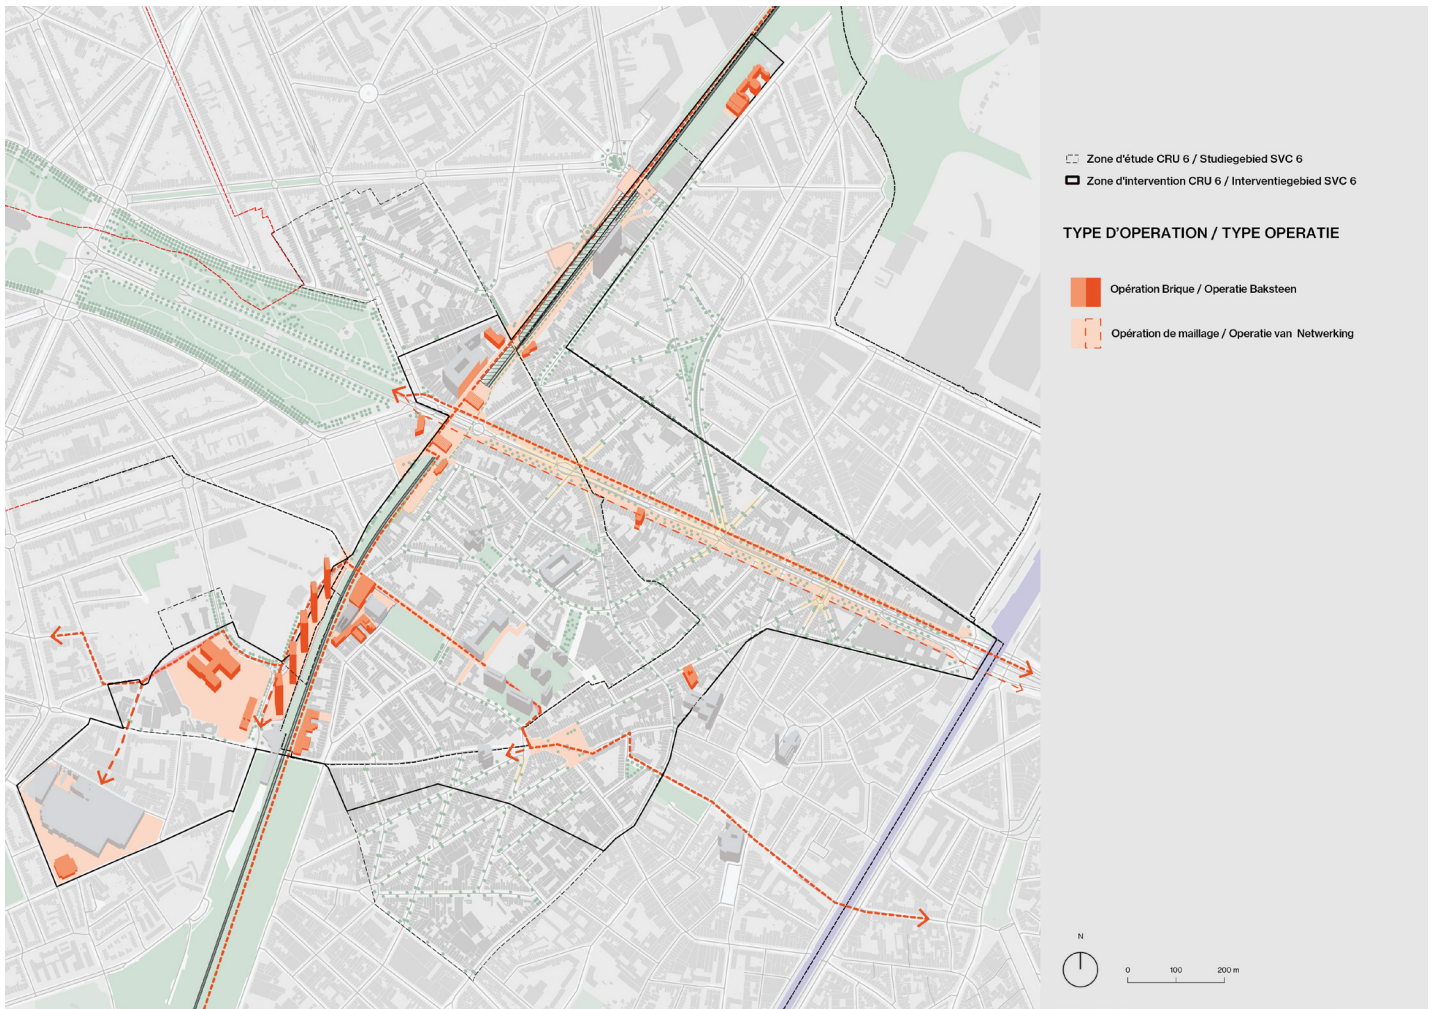 Zone d'étude CRU 6 / Studiegebied SVC 6
Zone d'intervention CRU 6 / Interventiegebied SVC 6
TYPE D'OPERATION / TYPE OPERATIE
Opération Brique / Operatie Baksteen
Opération de maillage / Operatie van Netwerking
N
0 100 200 m